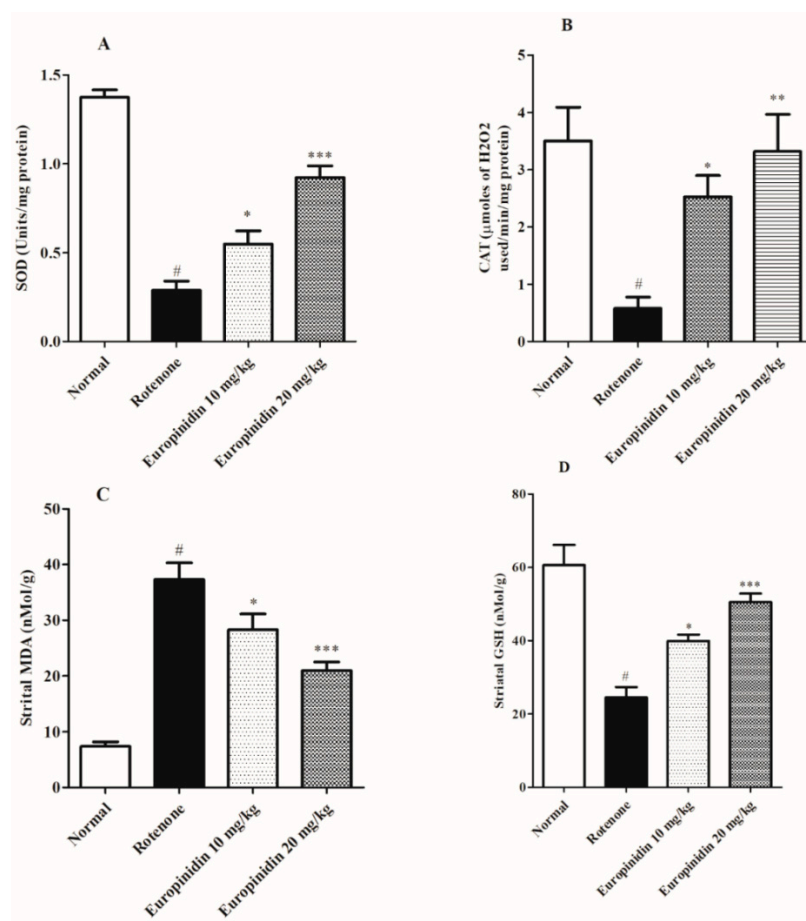 A
SOD (Units/mg protein)
1.5
1.0
0.5
0.0
#
*
***
Normal
Rotenone
Europinidin 10 mg/kg
Europinidin 20 mg/kg
B
CAT (μmoles of H2O2
used/min/mg protein)
5
4
3
2
1
0
#
*
**
Normal
Rotenone
Europinidin 10 mg/kg
Europinidin 20 mg/kg
C
Strital MDA (nMol/g)
50
40
30
20
10
0
#
*
***
Normal
Rotenone
Europinidin 10 mg/kg
Europinidin 20 mg/kg
D
Striatal GSH (nMol/g)
80
60
40
20
0
#
*
***
Normal
Rotenone
Europinidin 10 mg/kg
Europinidin 20 mg/kg